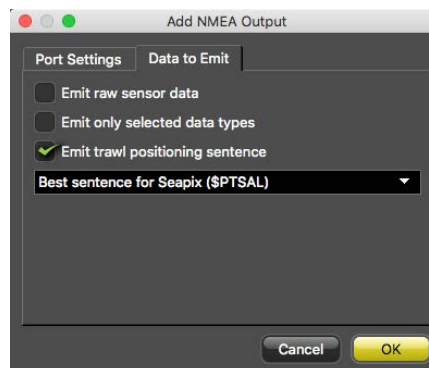 Add NMEA Output
Port Settings Data to Emit
Emit raw sensor data
Emit only selected data types
Emit trawl positioning sentence
Best sentence for Seapix ($PTSAL)
Cancel OK